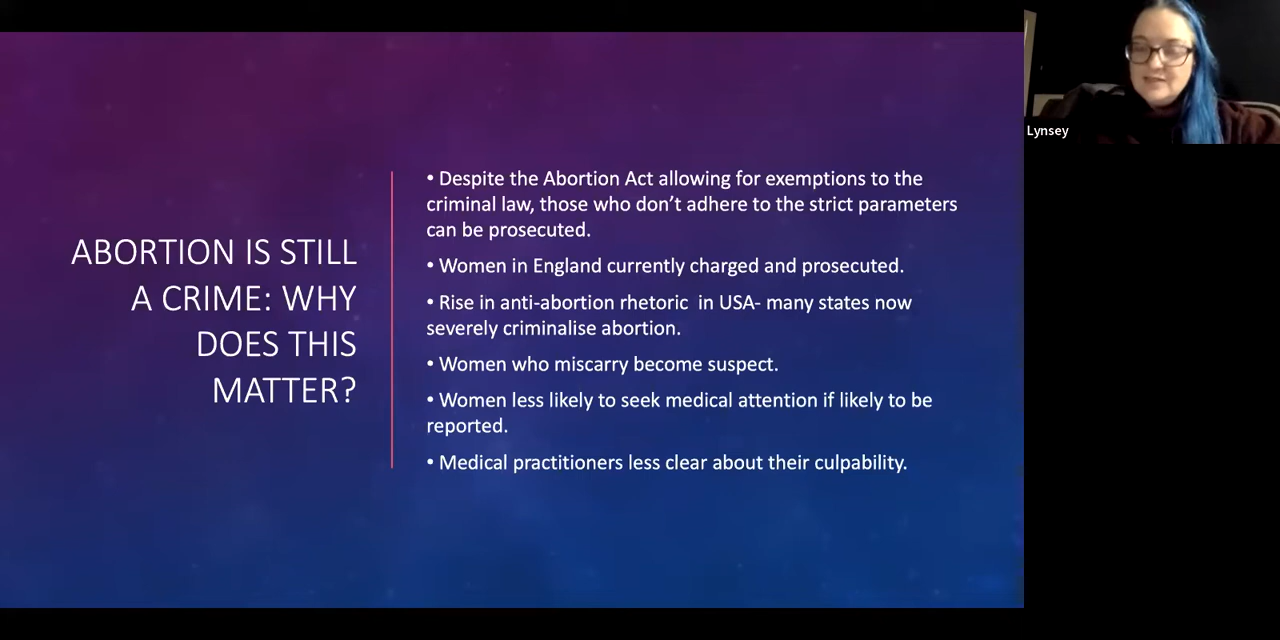 ABORTION IS STILL
A CRIME: WHY
DOES THIS
MATTER?
• Despite the Abortion Act allowing for exemptions to the
criminal law, those who don’t adhere to the strict parameters
can be prosecuted.
• Women in England currently charged and prosecuted.
• Rise in anti-abortion rhetoric  in USA- many states now
severely criminalise abortion.
• Women who miscarry become suspect.
• Women less likely to seek medical attention if likely to be
reported.
• Medical practitioners less clear about their culpability.
Lynsey